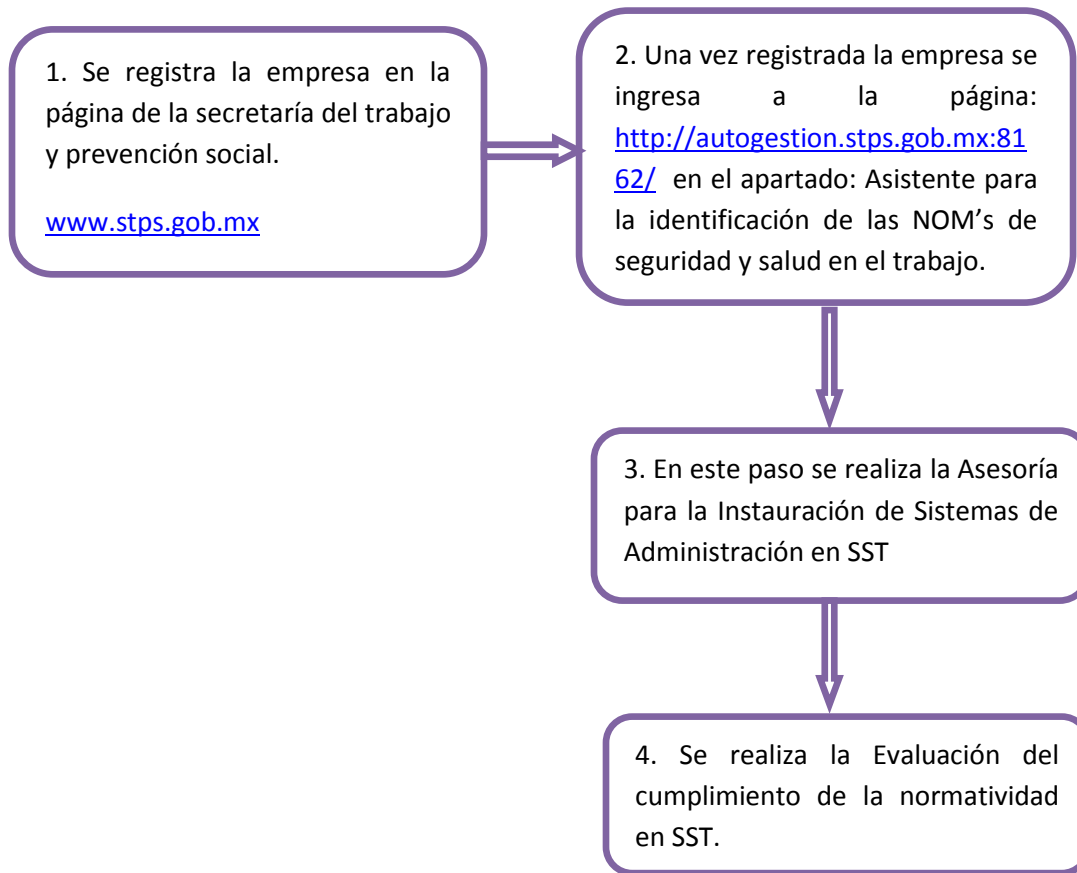 1. Se registra la empresa en la
página de la secretaría del trabajo
y prevención social.
www.stps.gob.mx
2. Una vez registrada la empresa se
ingresa a la página:
http://autogestion.stps.gob.mx:81
62/ en el apartado: Asistente para
la identificación de las NOM’s de
seguridad y salud en el trabajo.
3. En este paso se realiza la Asesoría
para la Instauración de Sistemas de
Administración en SST
4. Se realiza la Evaluación del
cumplimiento de la normatividad
en SST.